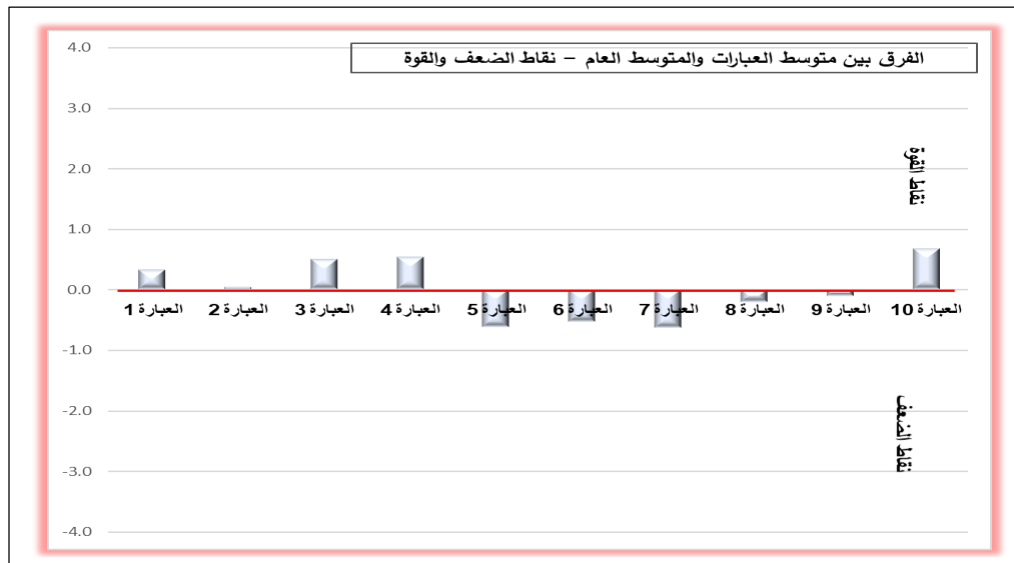 الفرق بين متوسط العبارات والمتوسط العام – نقاط الضعف والقوة
4.0
3.0
2.0
1.0
0.0
-1.0
-2.0
-3.0
-4.0
نقاط القوة
العبارة 1
العبارة 2
العبارة 3
العبارة 4
العبارة 5
العبارة 6
العبارة 7
العبارة 8
العبارة 9
العبارة 10
نقاط الضعف